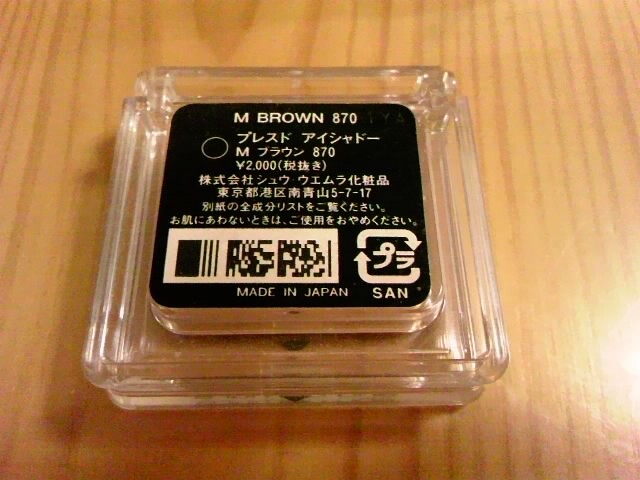 M BROWN 870 1YA
プレスド アイシャドー
M ブラウン 870
¥2,000(税抜き)
株式会社シュウ ウエムラ化粧品
東京都港区南青山5-7-17
別紙の全成分リストをご覧ください。
お肌にあわないときは、ご使用をおやめください。
プラ
MADE IN JAPAN SAN